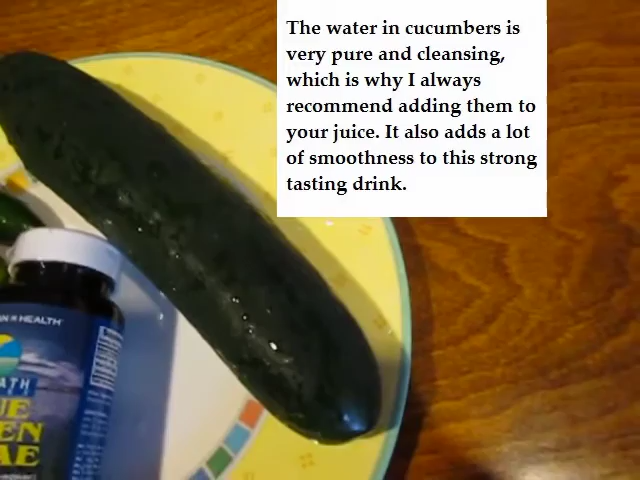 The water in cucumbers is
very pure and cleansing,
which is why I always
recommend adding them to
your juice. It also adds a lot
of smoothness to this strong
tasting drink.
HEALTH